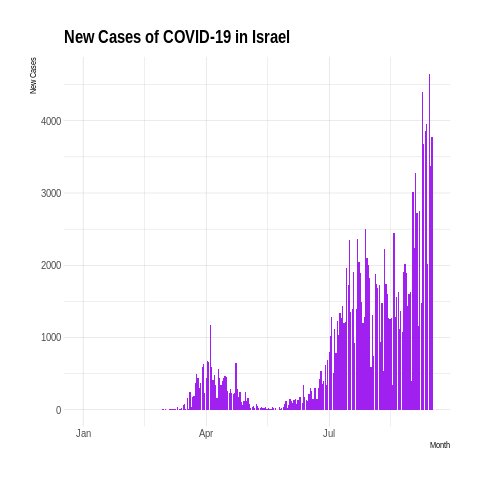 New Cases of COVID-19 in Israel
New Cases
4000
3000
2000
1000
0
Jan Apr Jul
Month